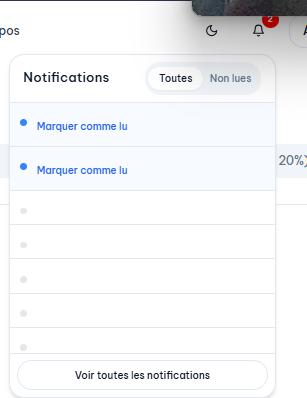 pos
2
Notifications
Toutes
Non lues
Marquer comme lu
20%)
Marquer comme lu
Voir toutes les notifications